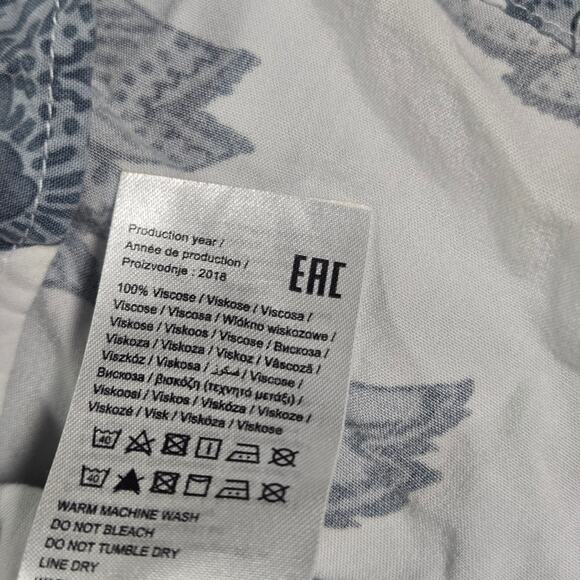 Production year /
Année de production /
Proizvodnje : 2018
EAC
100% Viscose / Viskose / Viscosa /
Viscose / Viscosa / Włókno wiskozowe /
Viskose / Viskoos / Viscose / Вискоза /
Viskoza / Viskoza / Viskoz / Vâscoză /
Viszkóz / Viskosa / فسكوز / Viscose /
Вискоза / βισκόζη (τεχνητό μετάξι) /
Viskoosi / Viskos / Viskóza / Viskoze /
Viskozé / Visk / Viskóza / Viskose
40
40
WARM MACHINE WASH
DO NOT BLEACH
DO NOT TUMBLE DRY
LINE DRY